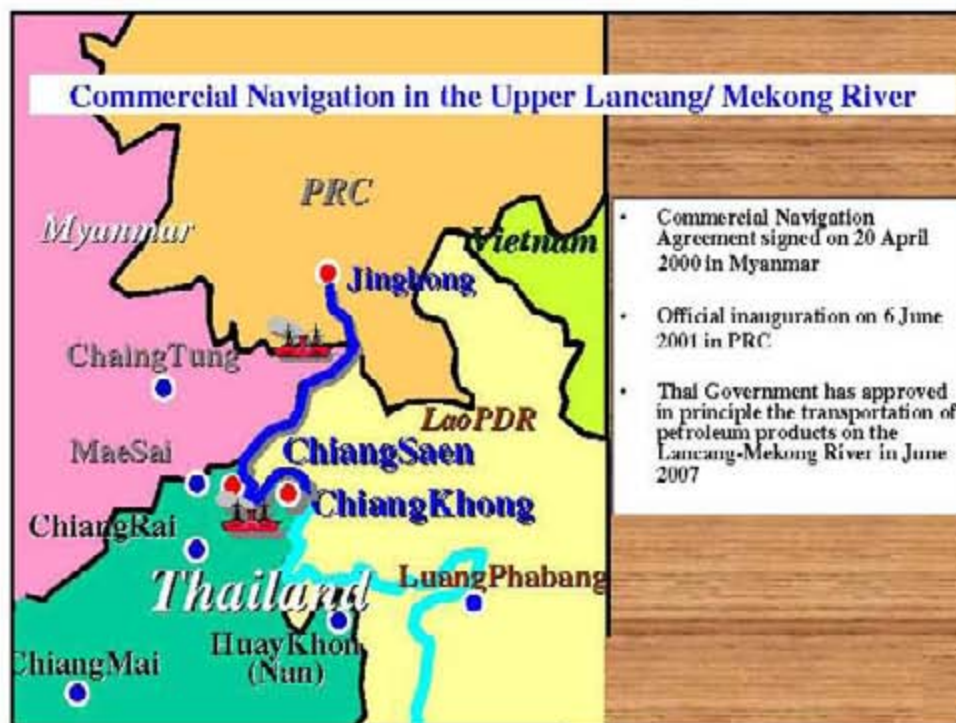 Commercial Navigation in the Upper Lancang/ Mekong River
PRC
Myanmar
Vietnam
Jinghong
ChaingTung
LaoPDR
MaeSai
ChiangSaen
ChiangKhong
ChiangRai
Thailand
LuangPhabang
HuayKhon
(Nan)
ChiangMai
• Commercial Navigation
Agreement signed on 20 April
2000 in Myanmar
• Official inauguration on 6 June
2001 in PRC
• Thai Government has approved
in principle the transportation of
petroleum products on the
Lancang-Mekong River in June
2007